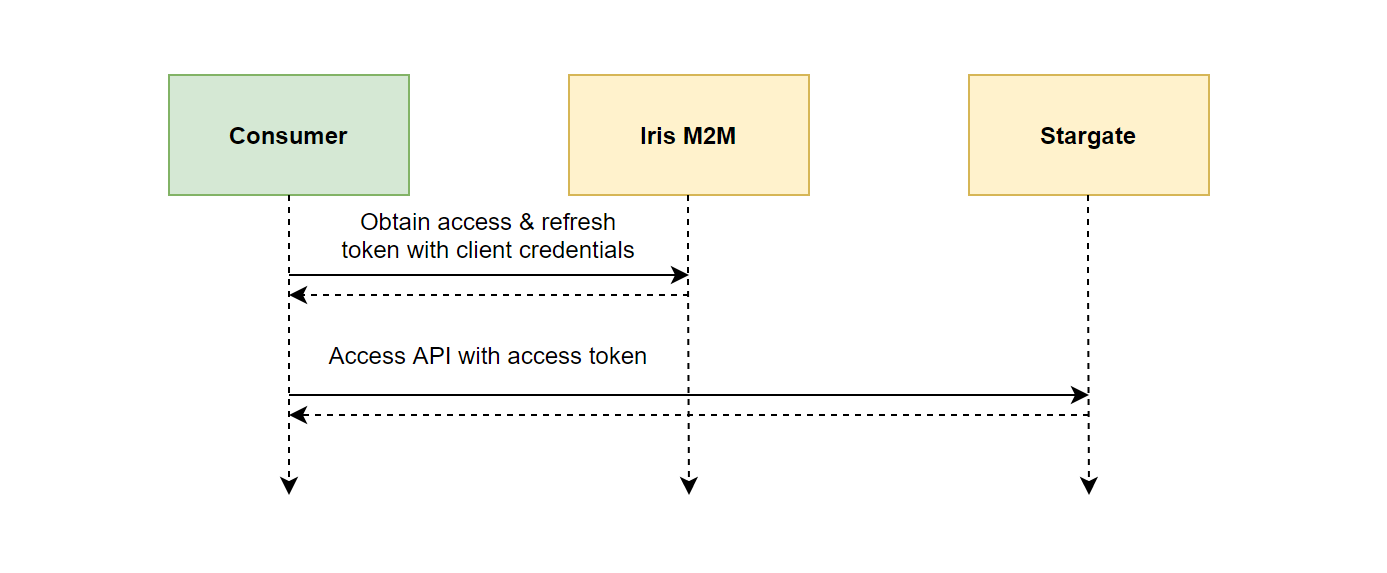 Consumer
Iris M2M
Stargate
Obtain access & refresh
token with client credentials
Access API with access token